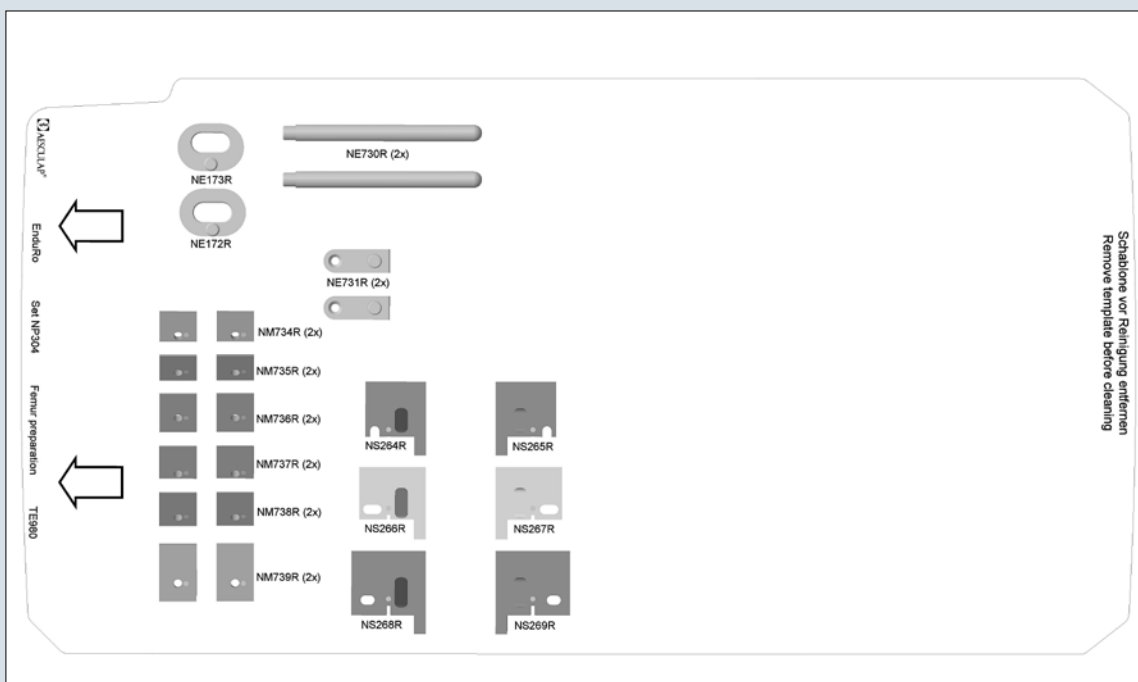 AESCULAP®
EnduRo
Set NP304
Femur preparation
TE980
NE173R
NE172R
NE730R (2x)
NE731R (2x)
NM734R (2x)
NM735R (2x)
NM736R (2x)
NM737R (2x)
NM738R (2x)
NM739R (2x)
NS264R
NS265R
NS266R
NS267R
NS268R
NS269R
Schablone vor Reinigung entfernen
Remove template before cleaning